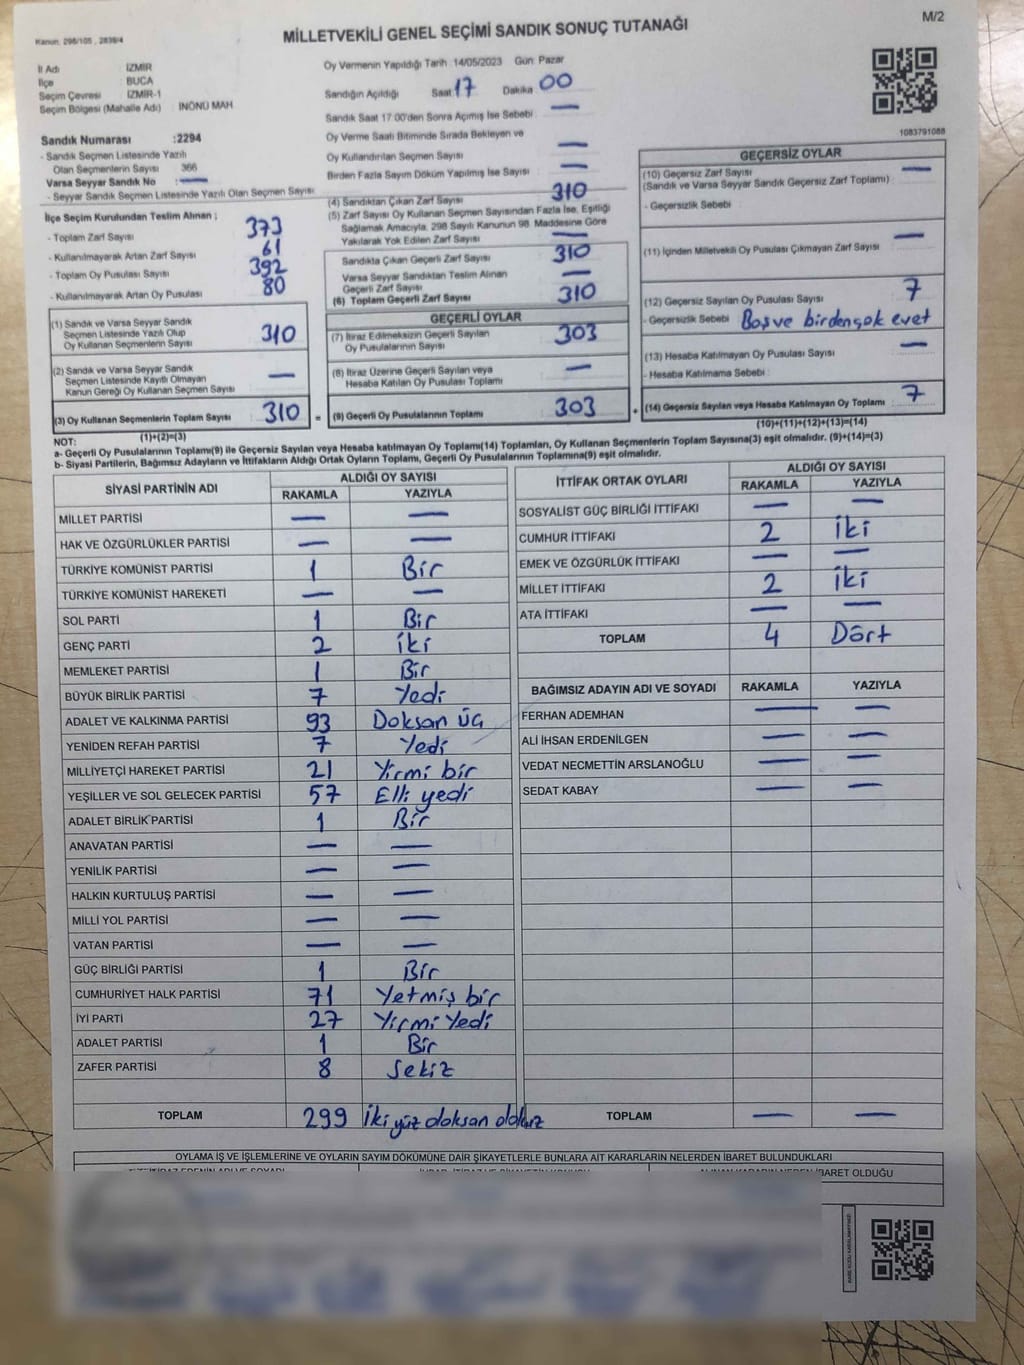 M/2
Kanun: 298/105 , 2839/4
MİLLETVEKİLİ GENEL SEÇİMİ SANDIK SONUÇ TUTANAĞI
İl Adı : İZMİR
İlçe : BUCA
Seçim Çevresi : İZMİR-1
Seçim Bölgesi (Mahalle Adı) : İNÖNÜ MAH
Sandık Numarası :2294
- Sandık Seçmen Listesinde Yazılı
Olan Seçmenlerin Sayısı : 366
Varsa Seyyar Sandık No : —
- Seyyar Sandık Seçmen Listesinde Yazılı Olan Seçmen Sayısı :
Oy Vermenin Yapıldığı Tarih :14/05/2023 Gün: Pazar
Sandığın Açıldığı Saat: 17 Dakika: 00
Sandık Saat 17:00'den Sonra Açımış İse Sebebi : —
Oy Verme Saati Bitiminde Sırada Bekleyen ve
Oy Kullandırılan Seçmen Sayısı —
Birden Fazla Sayım Döküm Yapılmış İse Sayısı : —
1083791088
İlçe Seçim Kurulundan Teslim Alınan ;
- Toplam Zarf Sayısı 373
- Kullanılmayarak Artan Zarf Sayısı 61
- Toplam Oy Pusulası Sayısı 392
- Kullanılmayarak Artan Oy Pusulası 80
(4) Sandıktan Çıkan Zarf Sayısı 310
(5) Zarf Sayısı Oy Kullanan Seçmen Sayısından Fazla İse, Eşitliği
Sağlamak Amacıyla, 298 Sayılı Kanunun 98. Maddesine Göre
Yakılarak Yok Edilen Zarf Sayısı —
Sandıkta Çıkan Geçerli Zarf Sayısı 310
Varsa Seyyar Sandıktan Teslim Alınan
Geçerli Zarf Sayısı —
(6) Toplam Geçerli Zarf Sayısı 310
GEÇERSİZ OYLAR
(10) Geçersiz Zarf Sayısı —
(Sandık ve Varsa Seyyar Sandık Geçersiz Zarf Toplamı)
- Geçersizlik Sebebi :
(11) İçinden Milletvekili Oy Pusulası Çıkmayan Zarf Sayısı —
(12) Geçersiz Sayılan Oy Pusulası Sayısı 7
- Geçersizlik Sebebi : Boş ve birden çok evet
(13) Hesaba Katılmayan Oy Pusulası Sayısı —
- Hesaba Katılmama Sebebi :
(14) Geçersiz Sayılan veya Hesaba Katılmayan Oy Toplamı 7
(10)+(11)+(12)+(13)=(14)
(1) Sandık ve Varsa Seyyar Sandık
Seçmen Listesinde Yazılı Olup
Oy Kullanan Seçmenlerin Sayısı 310
(2) Sandık ve Varsa Seyyar Sandık
Seçmen Listesinde Kayıtlı Olmayan
Kanun Gereği Oy Kullanan Seçmen Sayısı —
(3) Oy Kullanan Seçmenlerin Toplam Sayısı 310 =
(1)+(2)=(3)
GEÇERLİ OYLAR
(7) İtiraz Edilmeksizin Geçerli Sayılan
Oy Pusulalarının Sayısı 303
(8) İtiraz Üzerine Geçerli Sayılan veya
Hesaba Katılan Oy Pusulası Toplamı —
(9) Geçerli Oy Pusulalarının Toplamı 303 +
NOT:
a- Geçerli Oy Pusulalarının Toplamı(9) ile Geçersiz Sayılan veya Hesaba katılmayan Oy Toplamı(14) Toplamları, Oy Kullanan Seçmenlerin Toplam Sayısına(3) eşit olmalıdır. (9)+(14)=(3)
b- Siyasi Partilerin, Bağımsız Adayların ve İttifakların Aldığı Ortak Oyların Toplamı, Geçerli Oy Pusulalarının Toplamına(9) eşit olmalıdır.
SİYASİ PARTİNİN ADI ALDIĞI OY SAYISI
RAKAMLA YAZIYLA
MİLLET PARTİSİ — —
HAK VE ÖZGÜRLÜKLER PARTİSİ — —
TÜRKİYE KOMÜNİST PARTİSİ 1 Bir
TÜRKİYE KOMÜNİST HAREKETİ — —
SOL PARTİ 1 Bir
GENÇ PARTİ 2 iki
MEMLEKET PARTİSİ 1 Bir
BÜYÜK BİRLİK PARTİSİ 7 Yedi
ADALET VE KALKINMA PARTİSİ 93 Doksan üç
YENİDEN REFAH PARTİSİ 7 Yedi
MİLLİYETÇİ HAREKET PARTİSİ 21 Yirmi bir
YEŞİLLER VE SOL GELECEK PARTİSİ 57 Elli yedi
ADALET BİRLİK PARTİSİ 1 Bir
ANAVATAN PARTİSİ — —
YENİLİK PARTİSİ — —
HALKIN KURTULUŞ PARTİSİ — —
MİLLİ YOL PARTİSİ — —
VATAN PARTİSİ — —
GÜÇ BİRLİĞİ PARTİSİ 1 Bir
CUMHURİYET HALK PARTİSİ 71 Yetmiş bir
İYİ PARTİ 27 Yirmi Yedi
ADALET PARTİSİ 1 Bir
ZAFER PARTİSİ 8 Sekiz
TOPLAM 299 İki yüz doksan dokuz
İTTİFAK ORTAK OYLARI ALDIĞI OY SAYISI
RAKAMLA YAZIYLA
SOSYALİST GÜÇ BİRLİĞİ İTTİFAKI — —
CUMHUR İTTİFAKI 2 İki
EMEK VE ÖZGÜRLÜK İTTİFAKI — —
MİLLET İTTİFAKI 2 İki
ATA İTTİFAKI — —
TOPLAM 4 Dört
BAĞIMSIZ ADAYIN ADI VE SOYADI RAKAMLA YAZIYLA
FERHAN ADEMHAN — —
ALİ İHSAN ERDENİLGEN — —
VEDAT NECMETTİN ARSLANOĞLU — —
SEDAT KABAY — —
TOPLAM — —
OYLAMA İŞ VE İŞLEMLERİNE VE OYLARIN SAYIM DÖKÜMÜNE DAİR ŞİKAYETLERLE BUNLARA AİT KARARLARIN NELERDEN İBARET BULUNDUKLARI